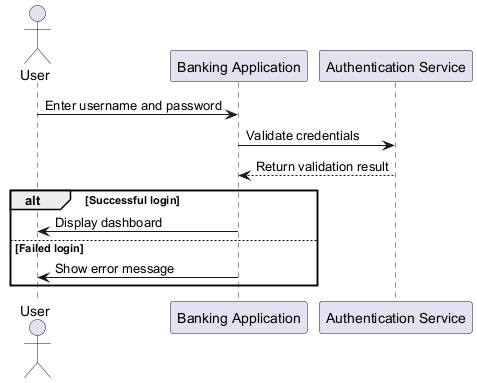 User
Banking Application
Authentication Service
Enter username and password
Validate credentials
Return validation result
alt
[Successful login]
Display dashboard
[Failed login]
Show error message
User
Banking Application
Authentication Service